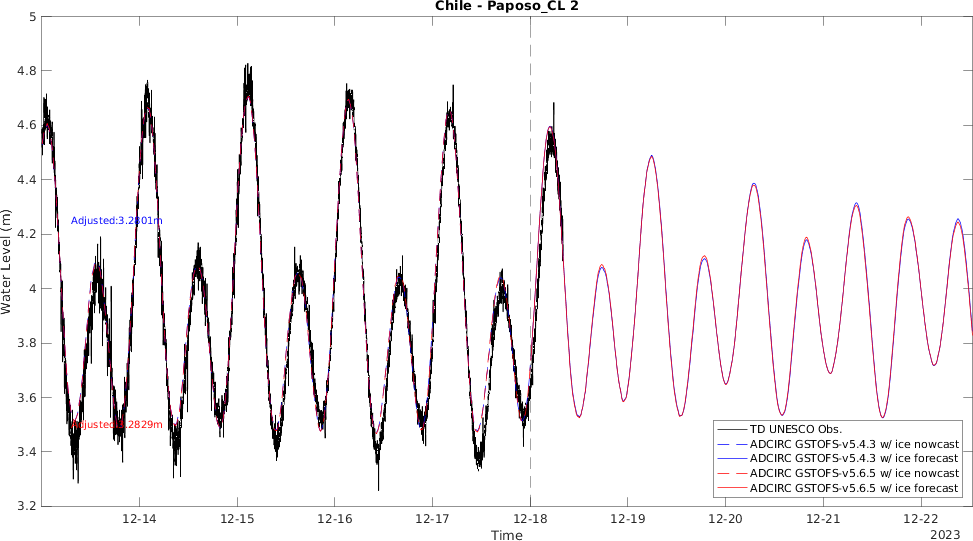 Chile - Paposo_CL 2
5
4.8
4.6
4.4
4.2
4
3.8
3.6
3.4
3.2
Water Level (m)
Adjusted:3.2801m
12-14
12-15
12-16
12-17
12-18
12-19
12-20
12-21
12-22
Time
2023
TD UNESCO Obs.
ADCIRC GSTOFS-v5.4.3 w/ ice nowcast
ADCIRC GSTOFS-v5.4.3 w/ ice forecast
ADCIRC GSTOFS-v5.6.5 w/ ice nowcast
ADCIRC GSTOFS-v5.6.5 w/ ice forecast